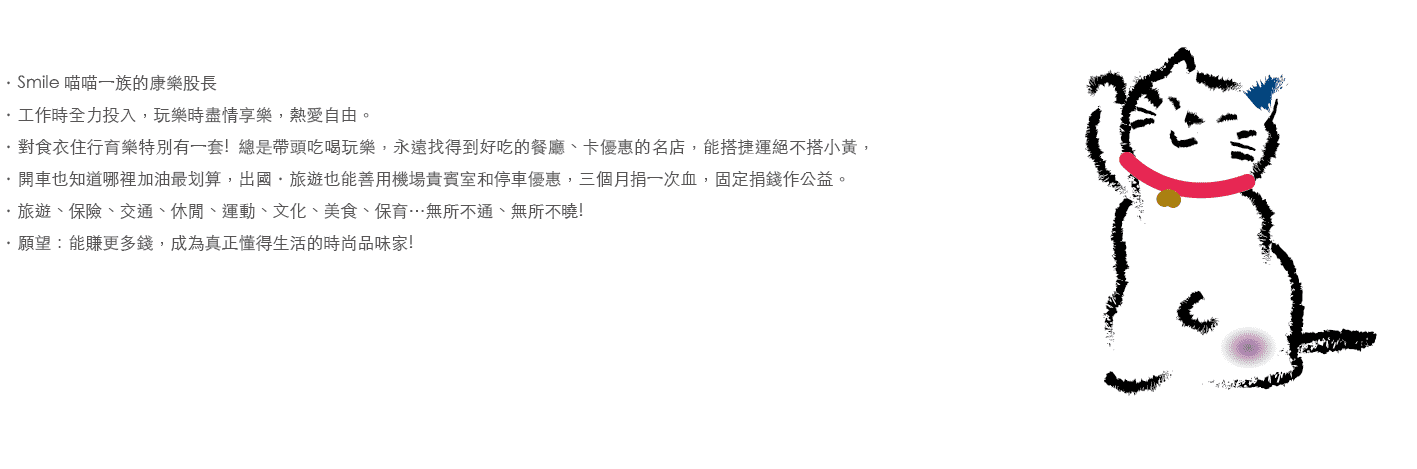 ・Smile 喵喵一族的康樂股長
・工作時全力投入，玩樂時盡情享樂，熱愛自由。
・對食衣住行育樂特別有一套! 總是帶頭吃喝玩樂，永遠找得到好吃的餐廳、卡優惠的名店，能搭捷運絕不搭小黃，
・開車也知道哪裡加油最划算，出國・旅遊也能善用機場貴賓室和停車優惠，三個月捐一次血，固定捐錢作公益。
・旅遊、保險、交通、休閒、運動、文化、美食、保育…無所不通、無所不曉!
・願望：能賺更多錢，成為真正懂得生活的時尚品味家!